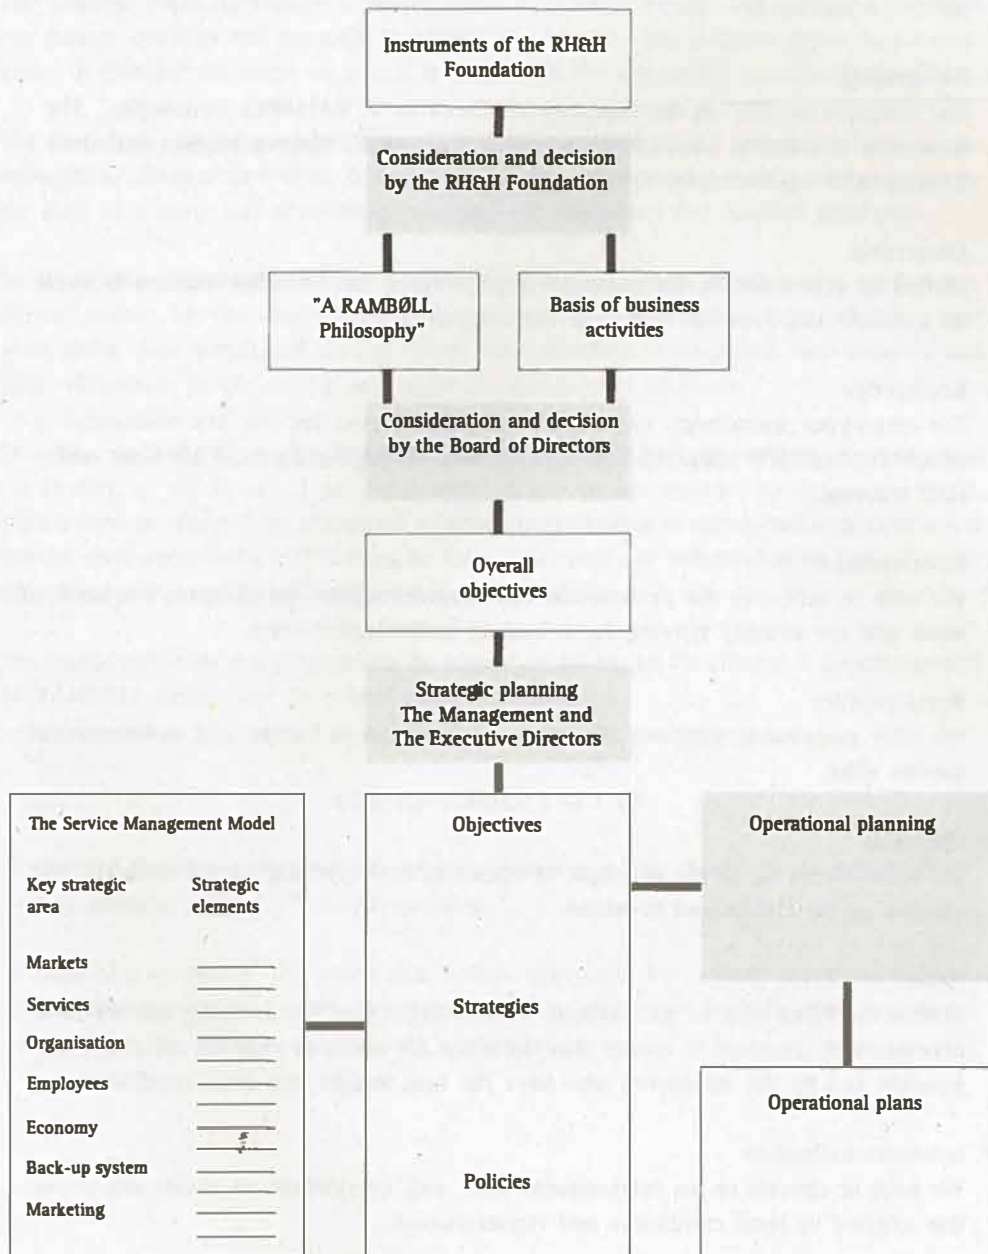 Instruments of the RH&H
Foundation
Consideration and decision
by the RH&H Foundation
"A RAMBØLL
Philosophy"
Basis of business
activities
Consideration and decision
by the Board of Directors
Overall
objectives
Strategic planning
The Management and
The Executive Directors
The Service Management Model
Key strategic
area
Strategic
elements
Markets
Services
Organisation
Employees
Economy
Back-up system
Marketing
Objectives
Strategies
Policies
Operational planning
Operational plans